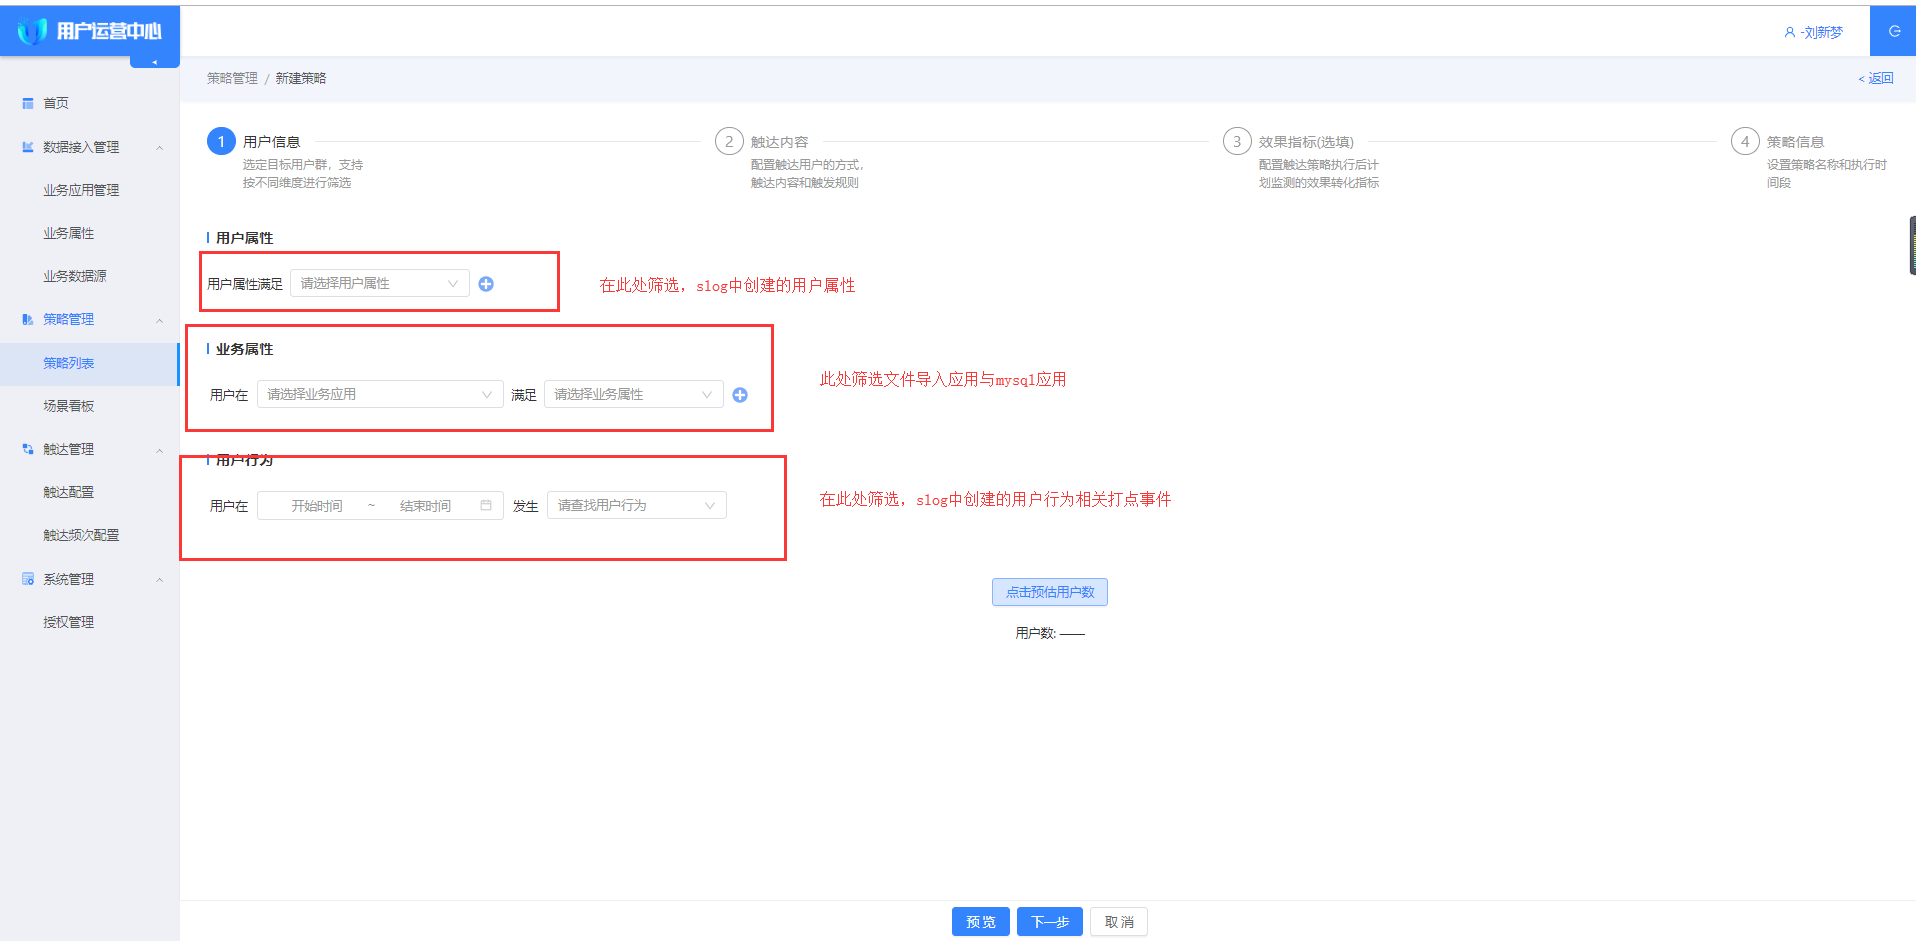 用户运营中心
-刘新梦
策略管理 / 新建策略
< 返回
首页
数据接入管理
业务应用管理
业务属性
业务数据源
策略管理
策略列表
场景看板
触达管理
触达配置
触达频次配置
系统管理
授权管理
1 用户信息
选定目标用户群，支持
按不同维度进行筛选
2 触达内容
配置触达用户的方式，
触达内容和触发规则
3 效果指标(选填)
配置触达策略执行后计
划监测的效果转化指标
4 策略信息
设置策略名称和执行时
间段
用户属性
用户属性满足 请选择用户属性
在此处筛选，slog中创建的用户属性
业务属性
用户在 请选择业务应用 满足 请选择业务属性
此处筛选文件导入应用与mysql应用
用户行为
用户在 开始时间 ~ 结束时间 发生 请查找用户行为
在此处筛选，slog中创建的用户行为相关打点事件
点击预估用户数
用户数: ——
预 览 下一步 取 消